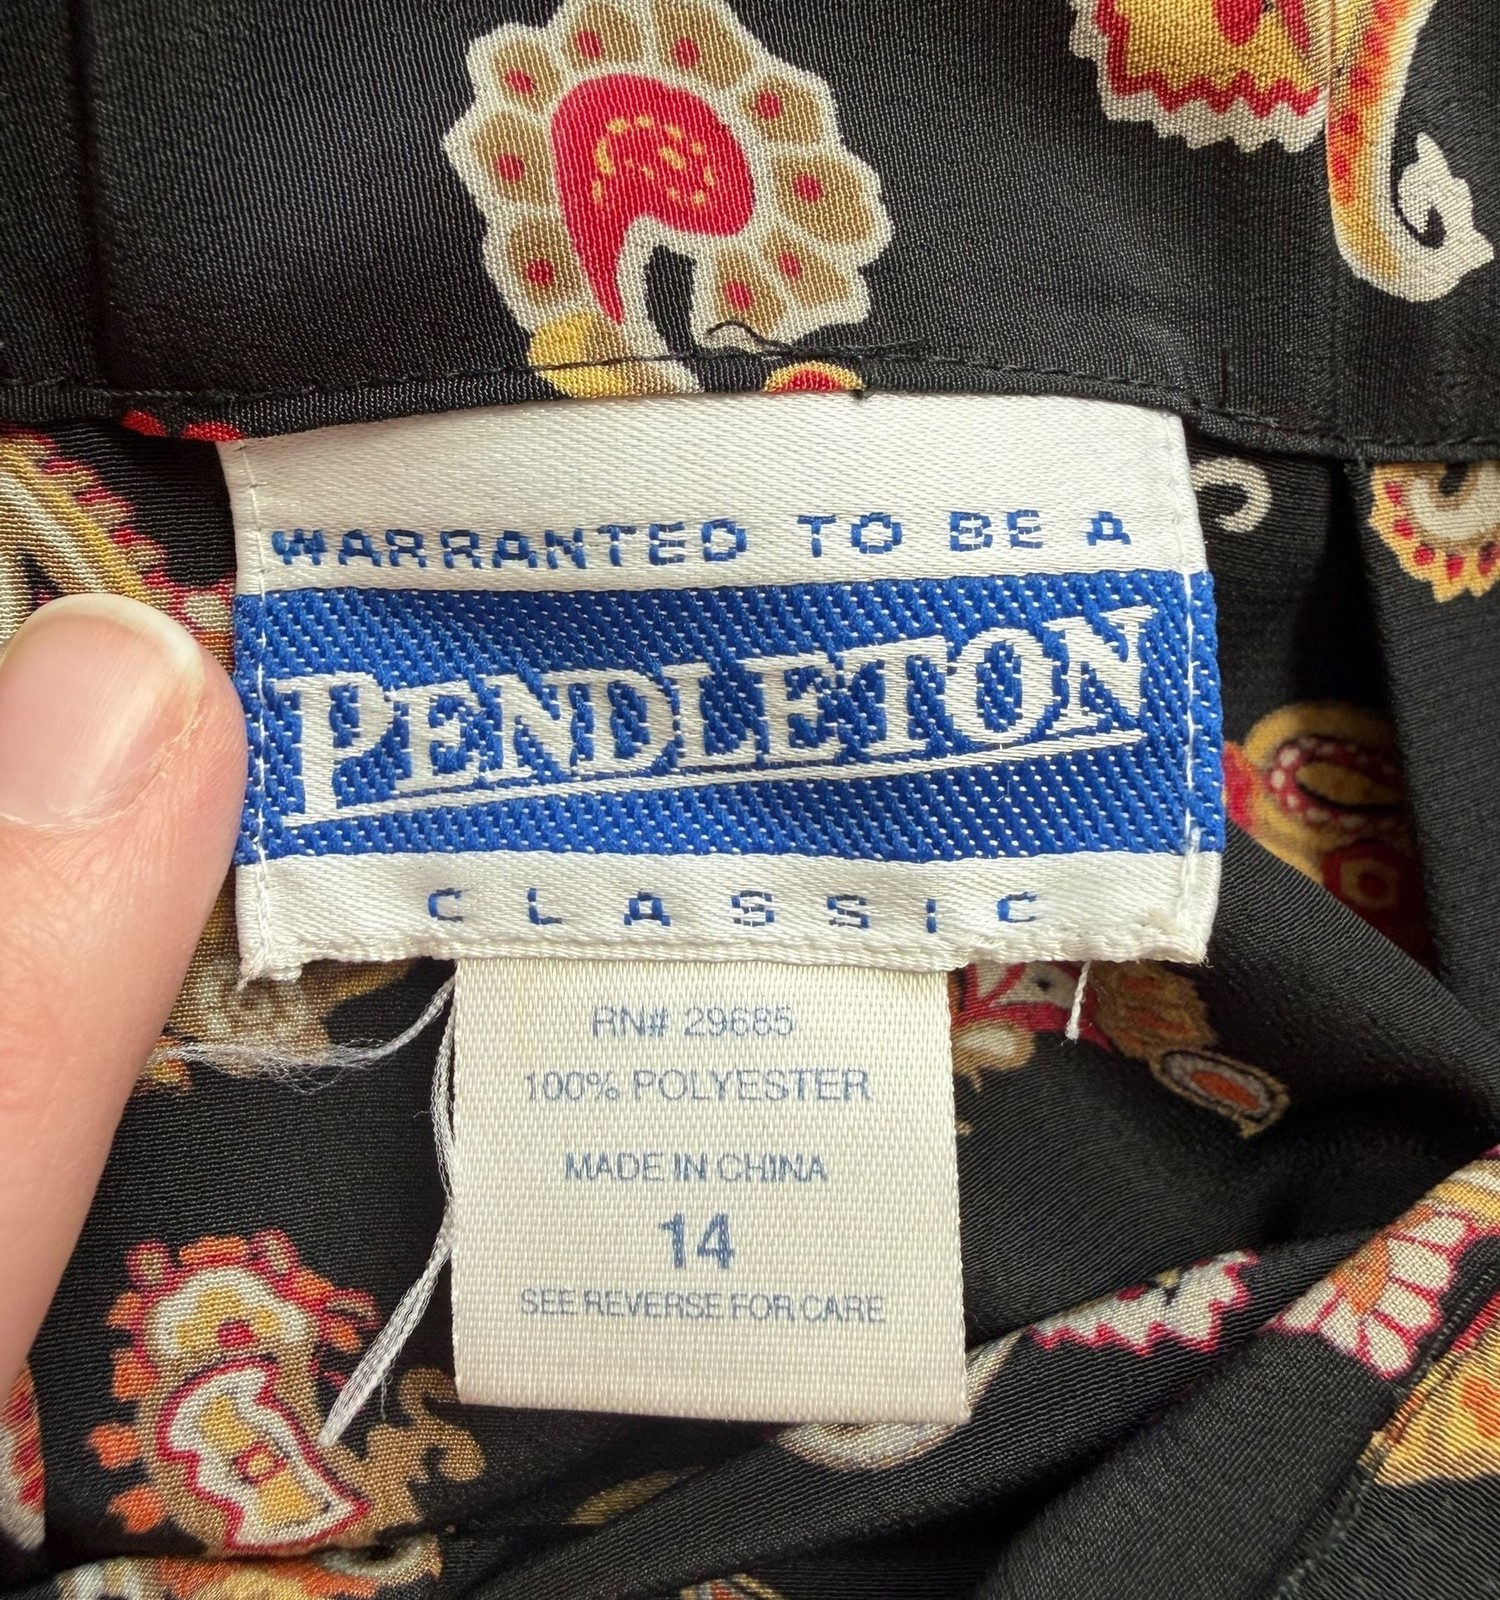 WARRANTED TO BE A
PENDLETON
CLASSIC
RN# 29685
100% POLYESTER
MADE IN CHINA
14
SEE REVERSE FOR CARE